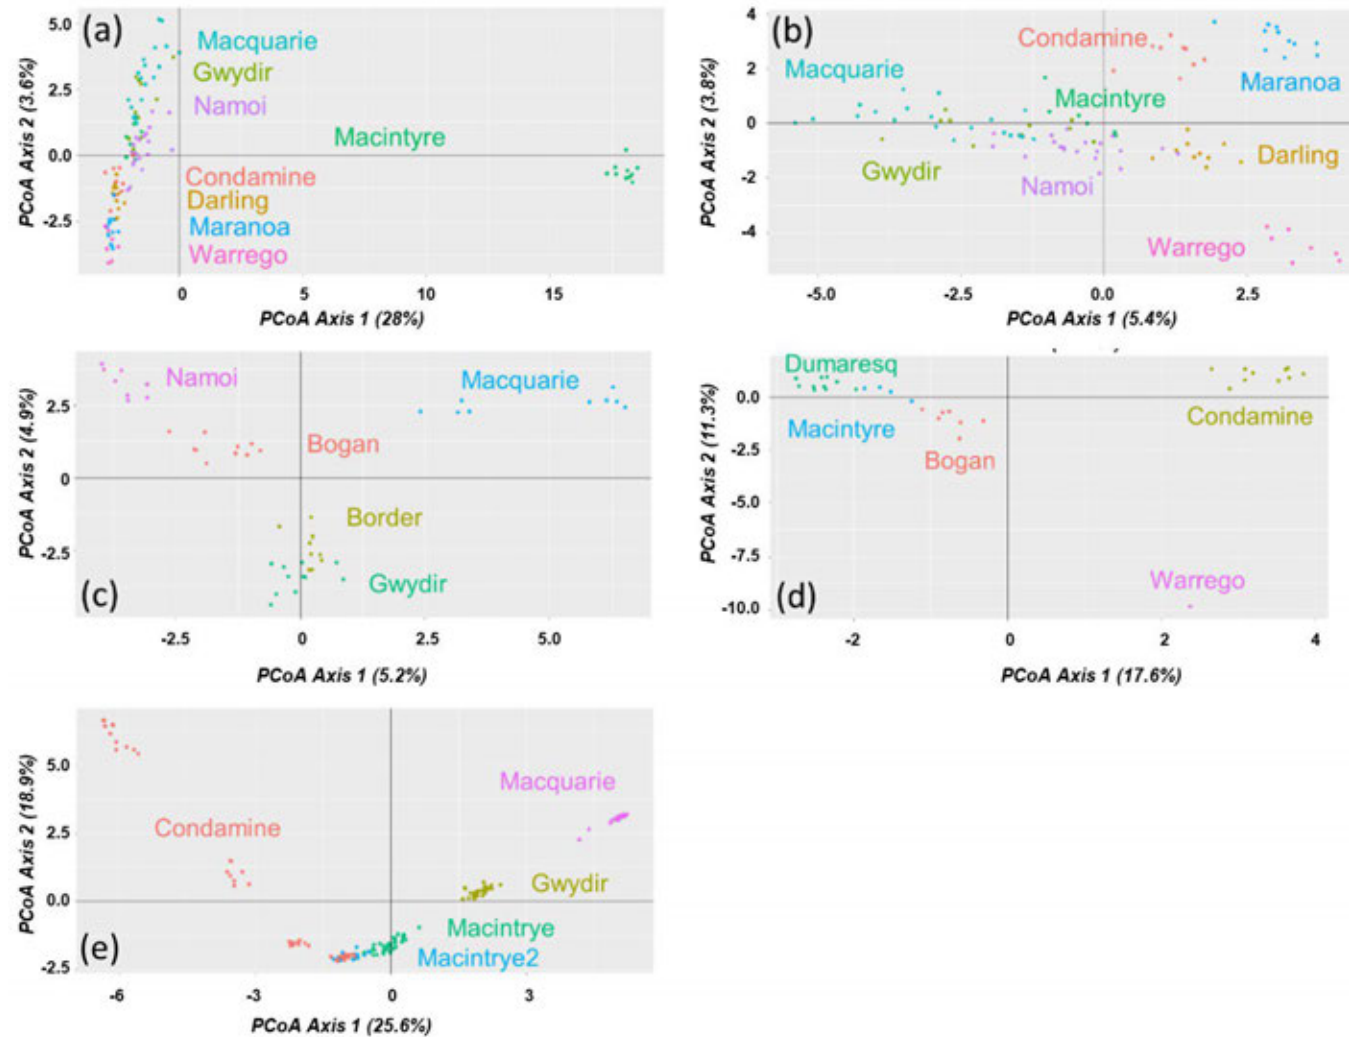 (a)
Macquarie
Gwydir
Namoi
Macintyre
Condamine
Darling
Maranoa
Warrego
5.0
2.5
0.0
-2.5
PCoA Axis 2 (3.6%)
0 5 10 15
PCoA Axis 1 (28%)
(b)
Condamine
Macquarie
Maranoa
Macintyre
Gwydir
Namoi
Darling
Warrego
4
2
0
-2
-4
PCoA Axis 2 (3.8%)
-5.0 -2.5 0.0 2.5
PCoA Axis 1 (5.4%)
Namoi
Macquarie
Bogan
Border
Gwydir
(c)
2.5
0
-2.5
PCoA Axis 2 (4.9%)
-2.5 0 2.5 5.0
PCoA Axis 1 (5.2%)
Dumaresq
Macintyre
Bogan
Condamine
Warrego
(d)
0.0
-2.5
-5.0
-7.5
-10.0
PCoA Axis 2 (11.3%)
-2 0 2 4
PCoA Axis 1 (17.6%)
Macquarie
Condamine
Gwydir
Macintrye
Macintrye2
(e)
5.0
2.5
0.0
-2.5
PCoA Axis 2 (18.9%)
-6 -3 0 3
PCoA Axis 1 (25.6%)